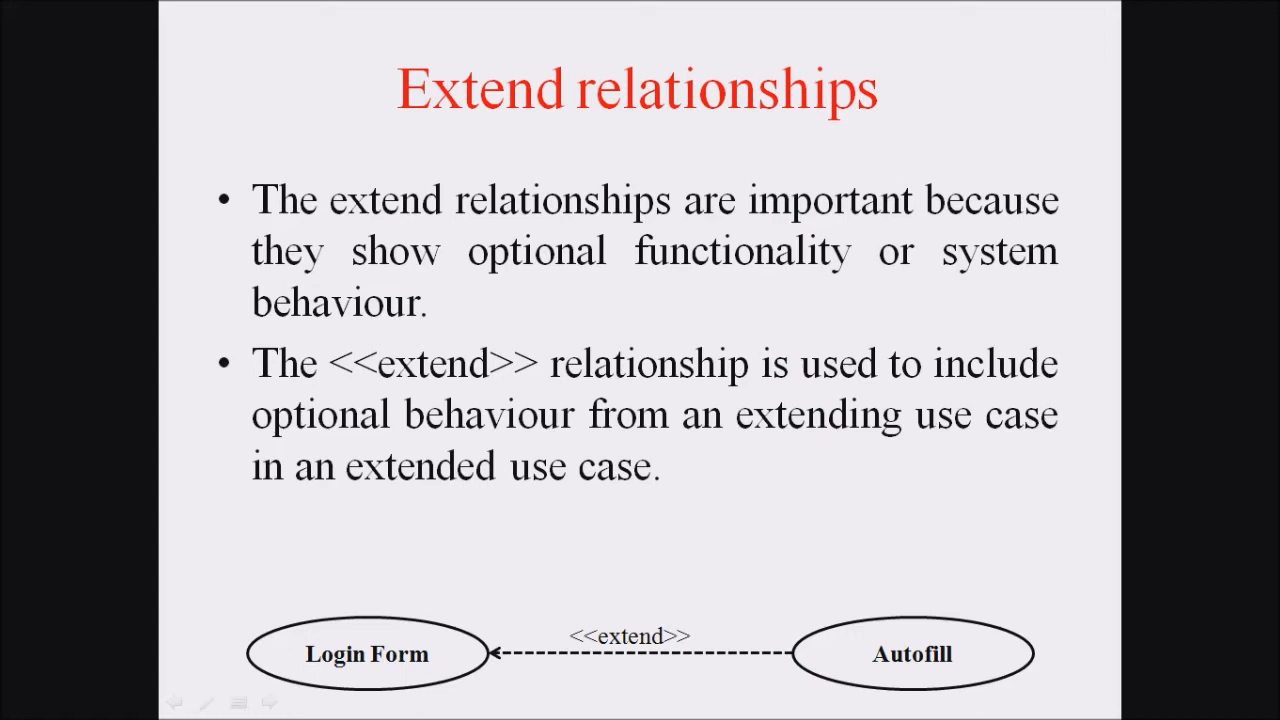 Extend relationships
• The extend relationships are important because
they show optional functionality or system
behaviour.
• The <<extend>> relationship is used to include
optional behaviour from an extending use case
in an extended use case.
<<extend>>
Login Form
Autofill